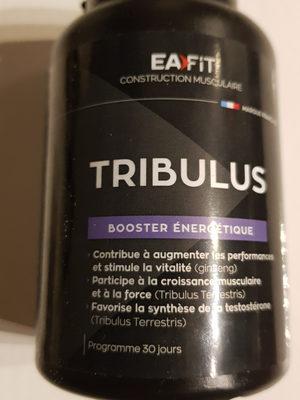 EAFIT
CONSTRUCTION MUSCULAIRE
TRIBULUS
BOOSTER ÉNERGÉTIQUE
· Contribue à augmenter les performances
et stimule la vitalité (ginseng)
· Participe à la croissance musculaire
et à la force (Tribulus Terrestris)
· Favorise la synthèse de la testostérone
(Tribulus Terrestris)
Programme 30 jours